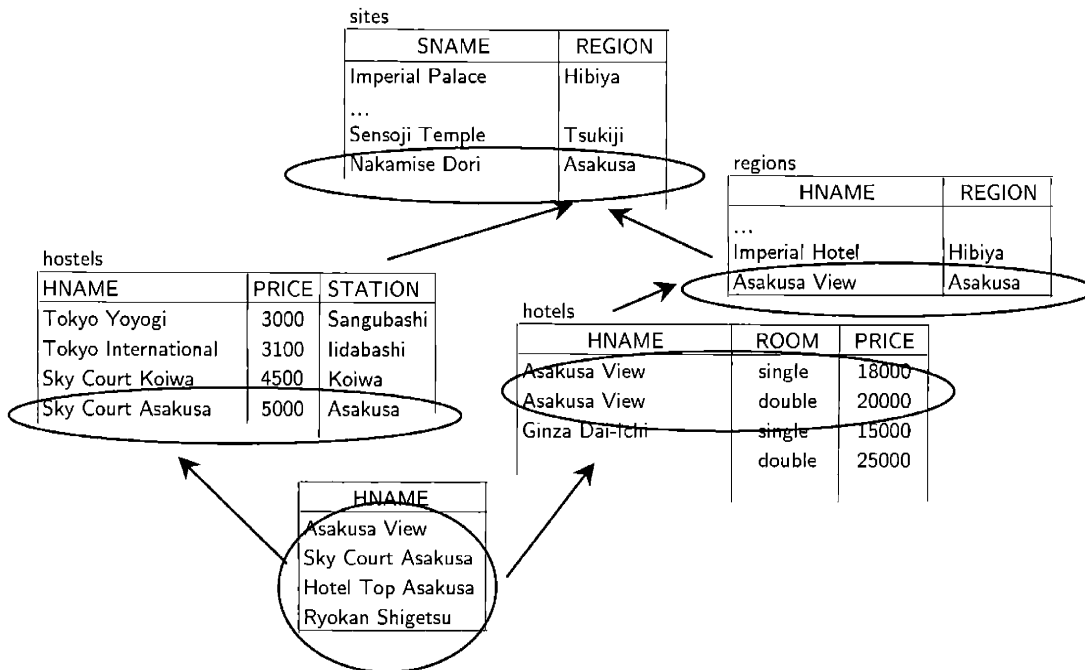 sites
SNAME REGION
Imperial Palace Hibiya
...
Sensoji Temple Tsukiji
Nakamise Dori Asakusa
regions
HNAME REGION
...
Imperial Hotel Hibiya
Asakusa View Asakusa
hostels
HNAME PRICE STATION
Tokyo Yoyogi 3000 Sangubashi
Tokyo International 3100 Iidabashi
Sky Court Koiwa 4500 Koiwa
Sky Court Asakusa 5000 Asakusa
hotels
HNAME ROOM PRICE
Asakusa View single 18000
Asakusa View double 20000
Ginza Dai-Ichi single 15000
double 25000
HNAME
Asakusa View
Sky Court Asakusa
Hotel Top Asakusa
Ryokan Shigetsu